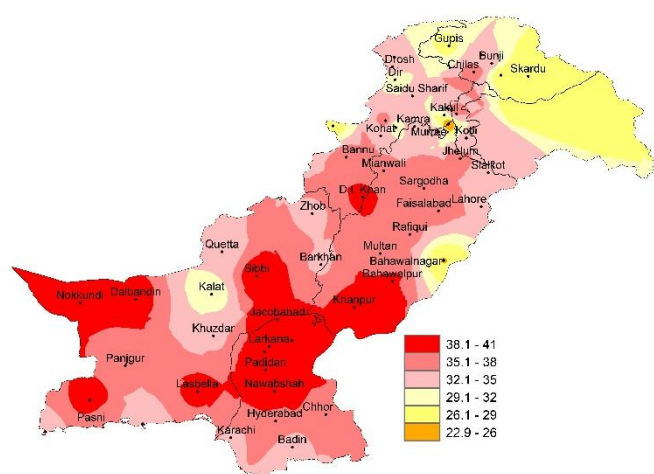 Gupis
Drosh
Bunji
Dir
Chilas
Skardu
Saidu Sharif
Kakul
Kamra
Kohat
Murree
Kotli
Bannu
Jhelum
Mianwali
Sialkot
D.I. Khan
Sargodha
Zhob
Faisalabad
Lahore
Rafiqui
Quetta
Multan
Barkhan
Bahawalnagar
Sibbi
Bahawalpur
Kalat
Nokkundi
Dalbandin
Khanpur
Jacobabad
Khuzdar
Larkana
Panjgur
Padidan
Lasbella
Nawabshah
Pasni
Hyderabad
Chhor
Karachi
Badin
38.1 - 41
35.1 - 38
32.1 - 35
29.1 - 32
26.1 - 29
22.9 - 26